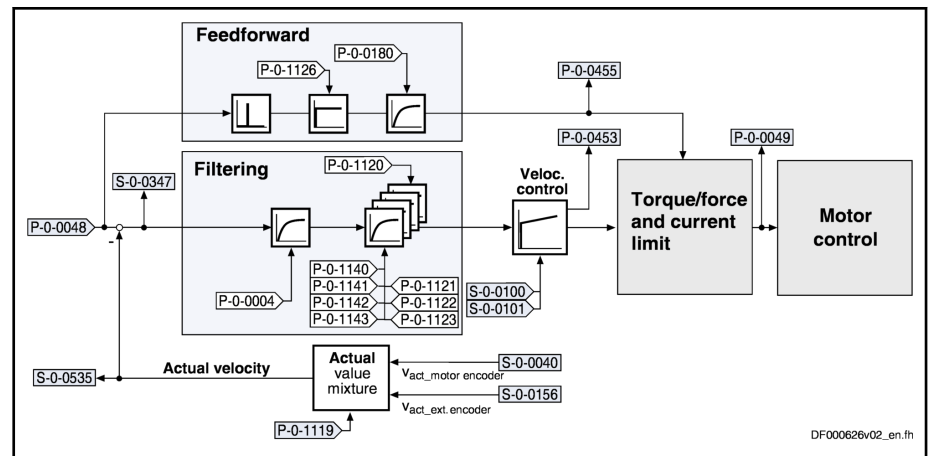 Feedforward
P-0-0180
P-0-1126
P-0-0455
P-0-0453
P-0-0049
Filtering
P-0-1120
S-0-0347
Veloc.
control
P-0-0048
-
Torque/force
and current
limit
Motor
control
P-0-0004
P-0-1140
P-0-1141
P-0-1121
P-0-1142
P-0-1122
P-0-1143
P-0-1123
S-0-0100
S-0-0101
Actual velocity
Actual
value
mixture
S-0-0040
vact_motor encoder
S-0-0535
S-0-0156
vact_ext. encoder
P-0-1119
DF000626v02_en.fh